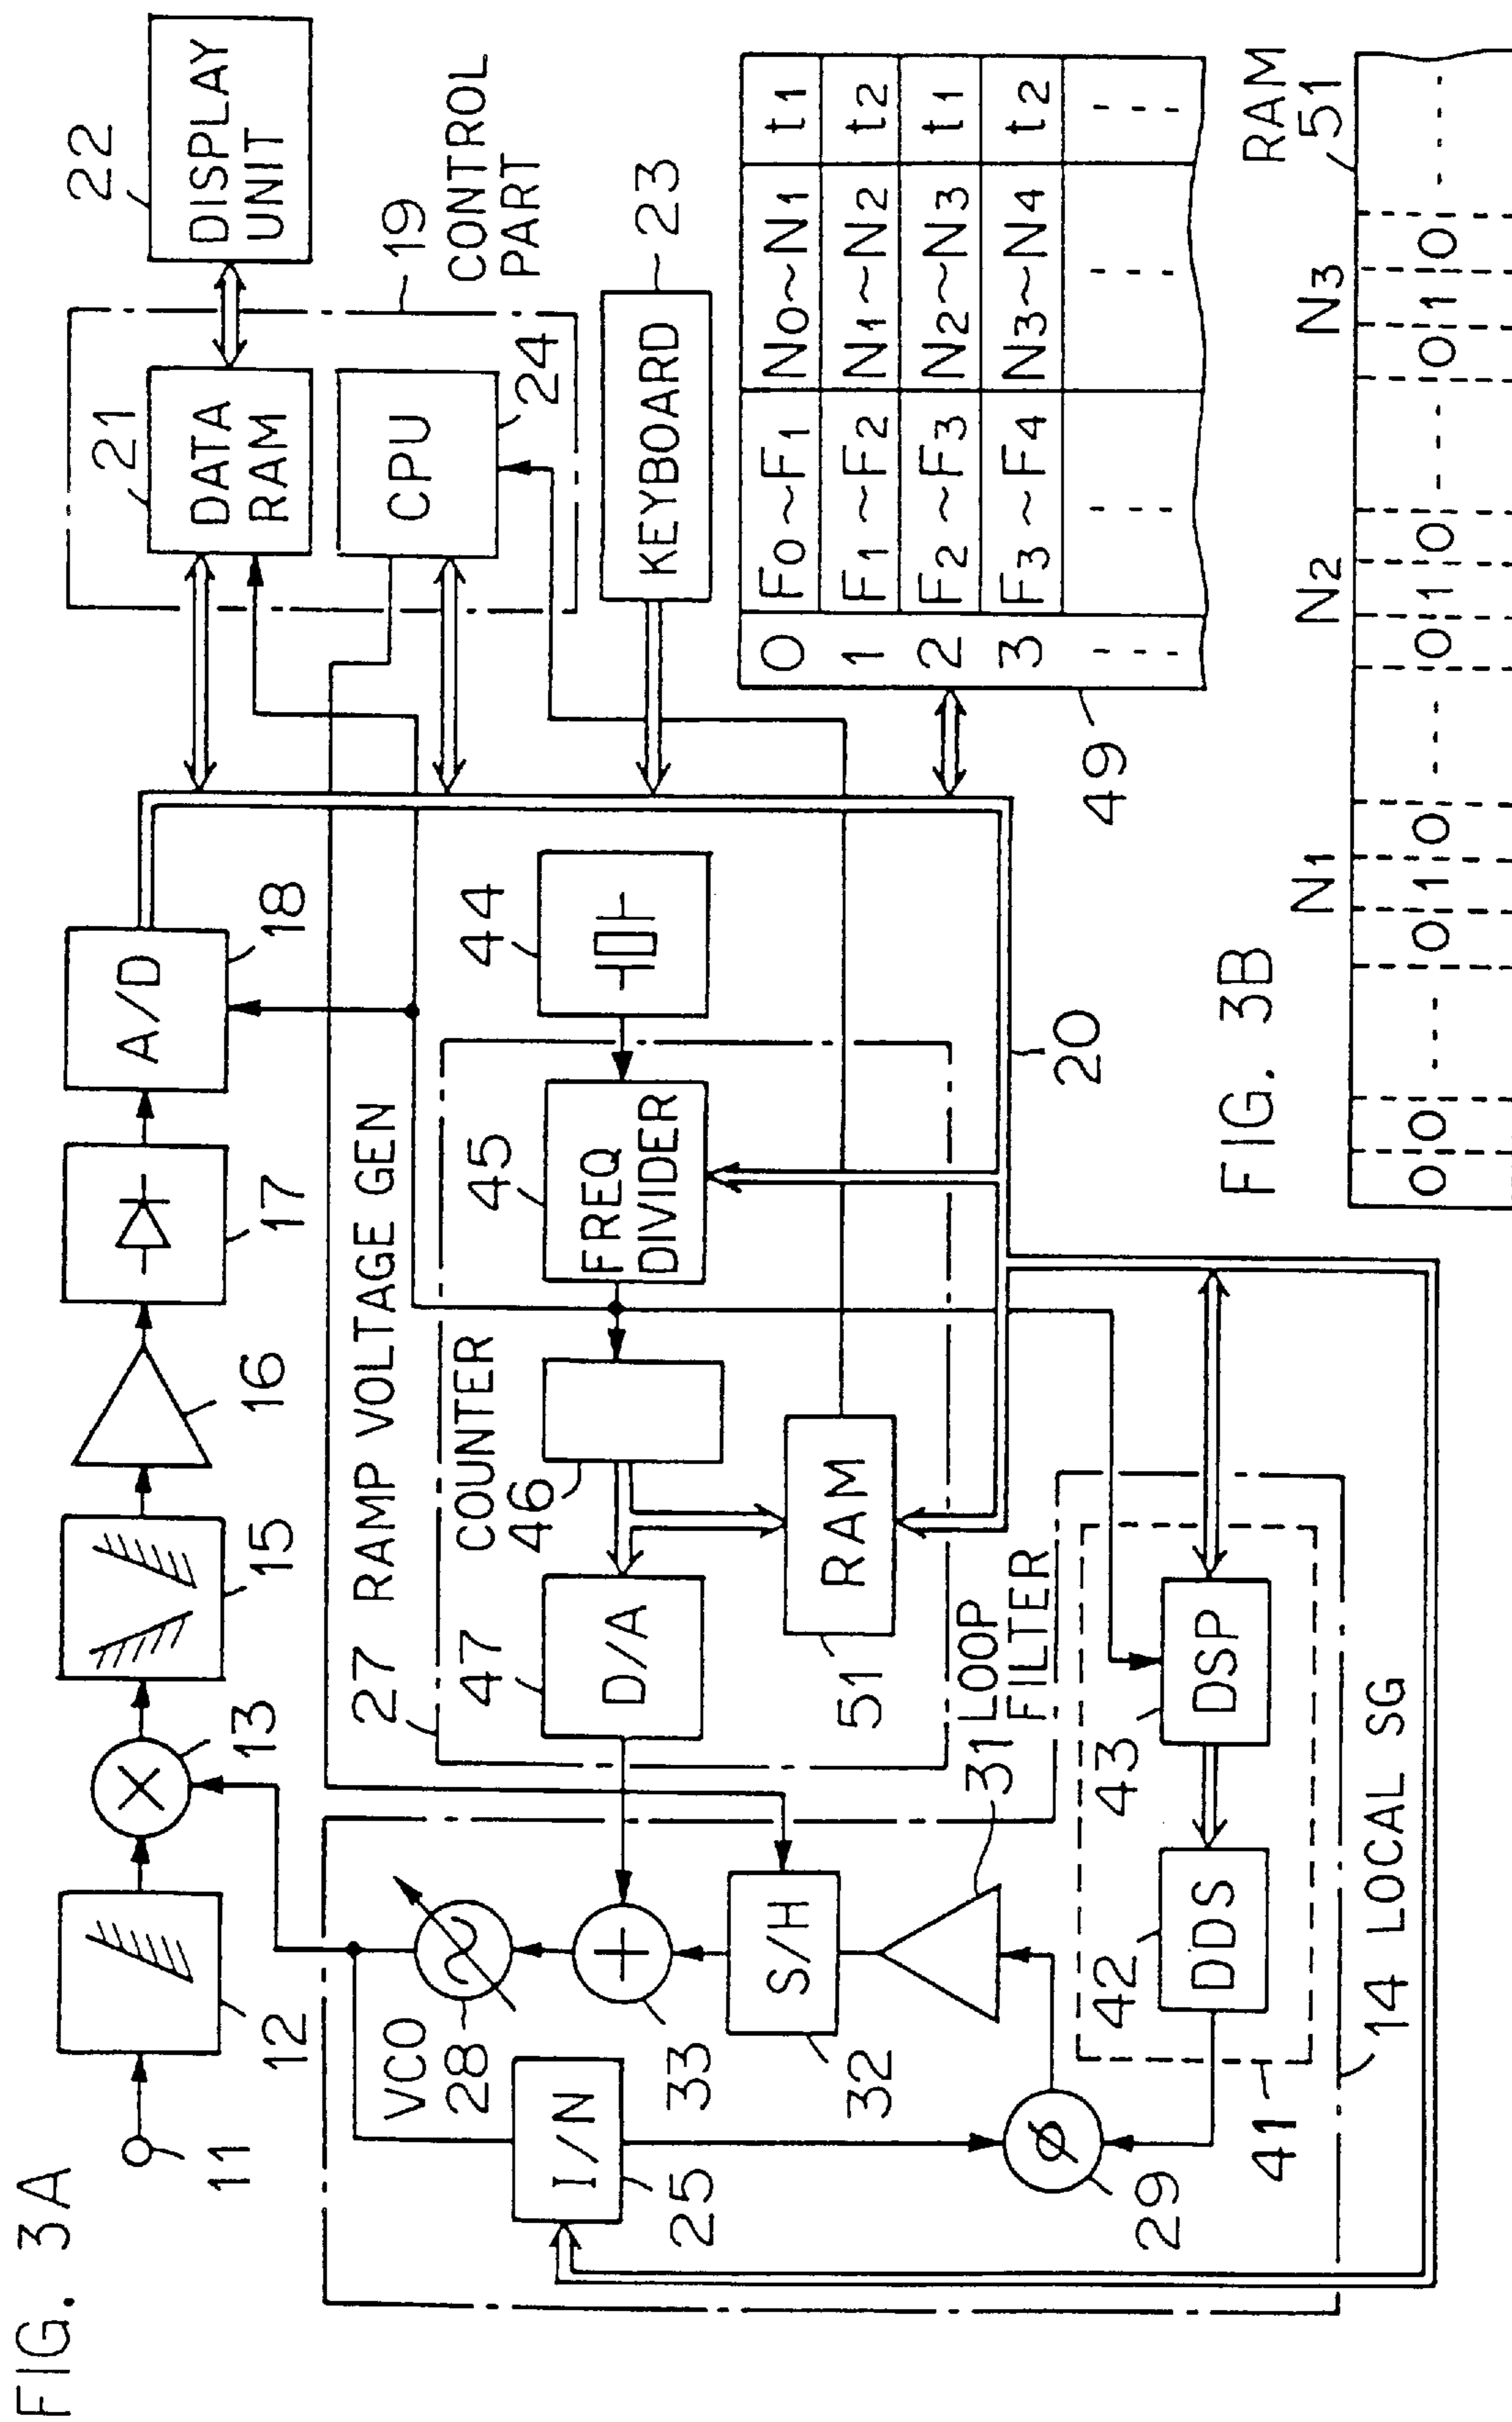 FIG. 3A
11
12
13
15
16
17
A/D
18
21
DATA
RAM
22
DISPLAY
UNIT
CPU
24
19
CONTROL
PART
KEYBOARD
23
27 RAMP VOLTAGE GEN
VCO
28
I/N
25
33
S/H
32
31
LOOP
FILTER
47
D/A
COUNTER
46
45
FREQ
DIVIDER
44
RAM
51
20
29
41
42
DDS
43
DSP
14 LOCAL SG
49
0 F0~F1 N0~N1 t1
1 F1~F2 N1~N2 t2
2 F2~F3 N2~N3 t1
3 F3~F4 N3~N4 t2
FIG. 3B
N1 N2 N3
RAM
51
0 0 --- 0 1 0 --- 0 1 0 --- 0 1 0 ---